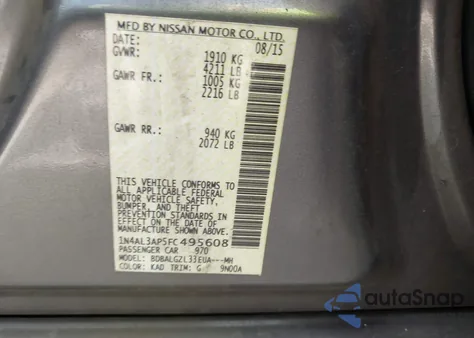 MFD BY NISSAN MOTOR CO., LTD.
DATE: 08/15
GVWR: 1910 KG
4211 LB
GAWR FR.: 1005 KG
2216 LB
GAWR RR.: 940 KG
2072 LB
THIS VEHICLE CONFORMS TO
ALL APPLICABLE FEDERAL
MOTOR VEHICLE SAFETY,
BUMPER, AND THEFT
PREVENTION STANDARDS IN
EFFECT ON THE DATE OF
MANUFACTURE SHOWN ABOVE.
1N4AL3AP5FC495608
PASSENGER CAR 970
MODEL: BDBALGZL33EUA---MH
COLOR: KAD TRIM: G 9N00A
autoSnap